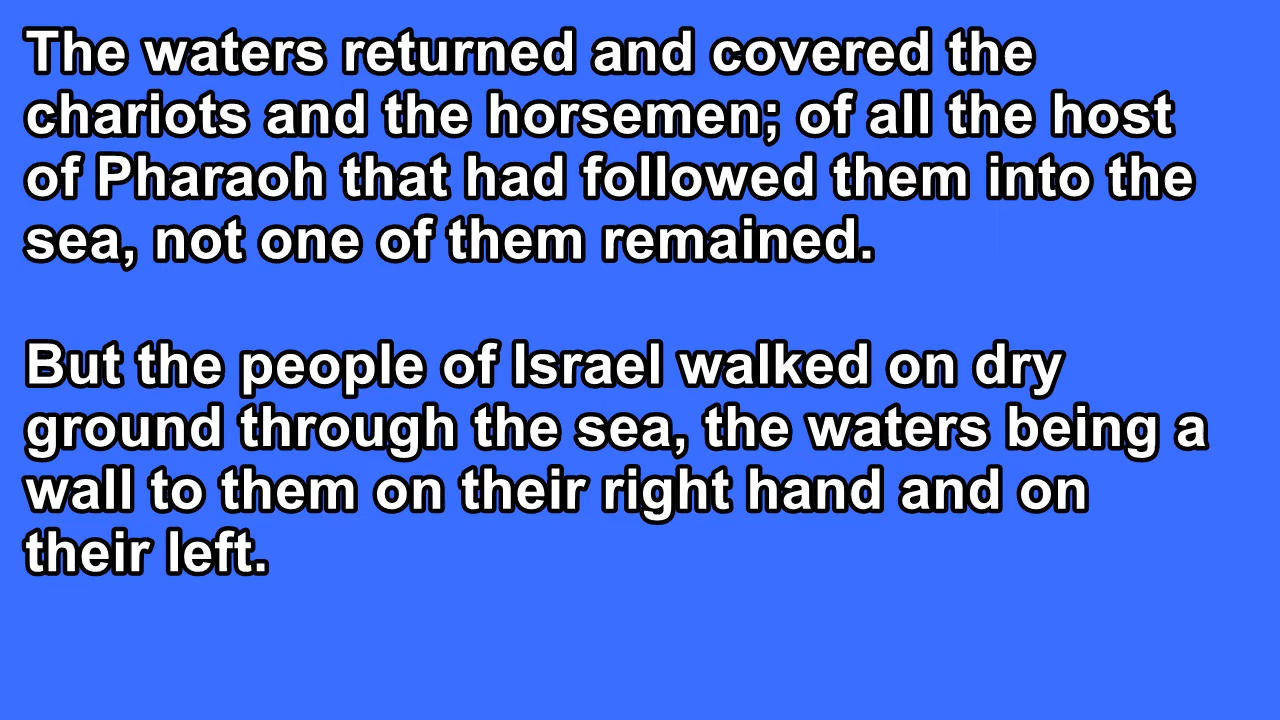 The waters returned and covered the
chariots and the horsemen; of all the host
of Pharaoh that had followed them into the
sea, not one of them remained.
But the people of Israel walked on dry
ground through the sea, the waters being a
wall to them on their right hand and on
their left.